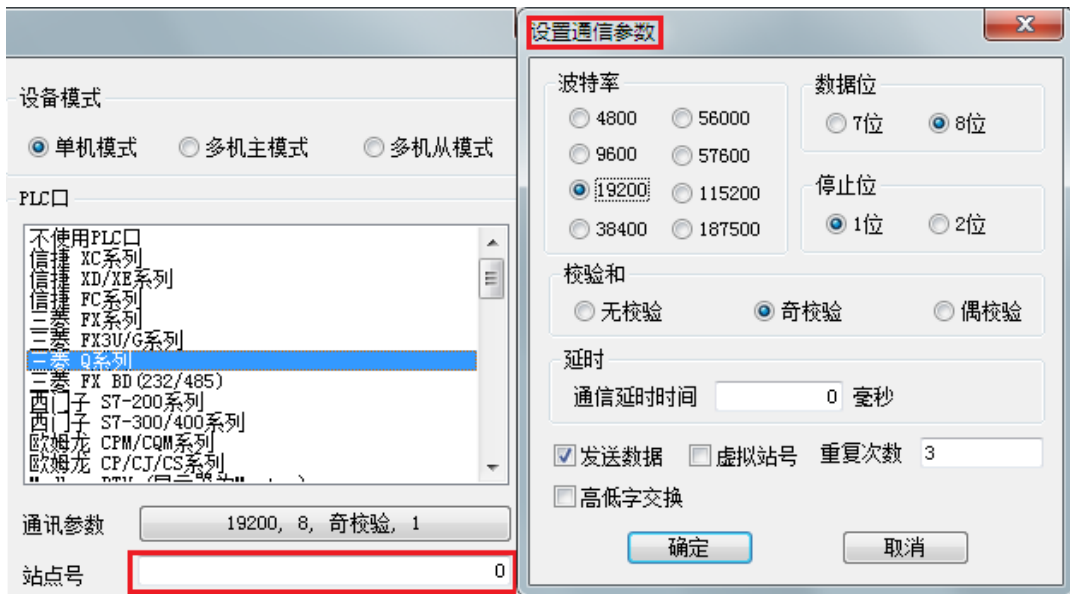 设备模式
单机模式 多机主模式 多机从模式
PLC口
不使用PLC口
信捷 XC系列
信捷 XD/XE系列
信捷 FC系列
三菱 FX系列
三菱 FX3U/G系列
三菱 Q系列
三菱 FX BD(232/485)
西门子 S7-200系列
西门子 S7-300/400系列
欧姆龙 CPM/CQM系列
欧姆龙 CP/CJ/CS系列
通讯参数 19200, 8, 奇校验, 1
站点号 0
设置通信参数
波特率
4800 56000
9600 57600
19200 115200
38400 187500
数据位
7位 8位
停止位
1位 2位
校验和
无校验 奇校验 偶校验
延时
通信延时时间 0 毫秒
发送数据 虚拟站号 重复次数 3
高低字交换
确定 取消